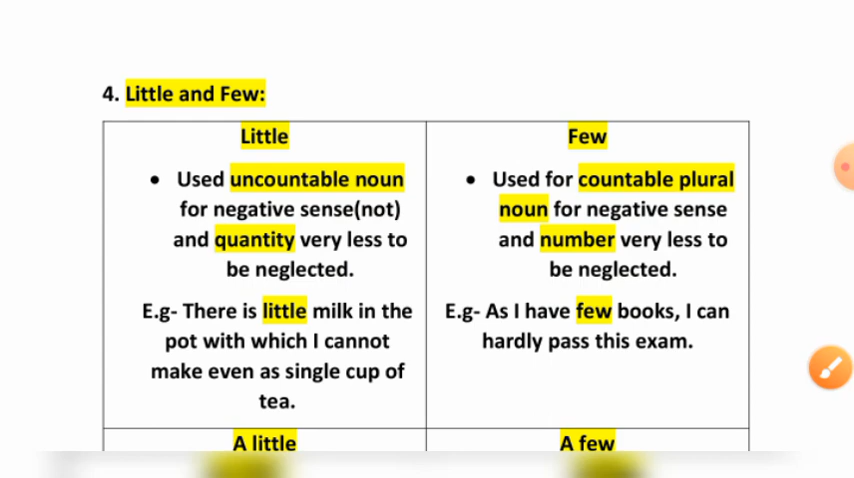 4. Little and Few:
Little
• Used uncountable noun
for negative sense(not)
and quantity very less to
be neglected.
E.g- There is little milk in the
pot with which I cannot
make even as single cup of
tea.
Few
• Used for countable plural
noun for negative sense
and number very less to
be neglected.
E.g- As I have few books, I can
hardly pass this exam.
A little
A few